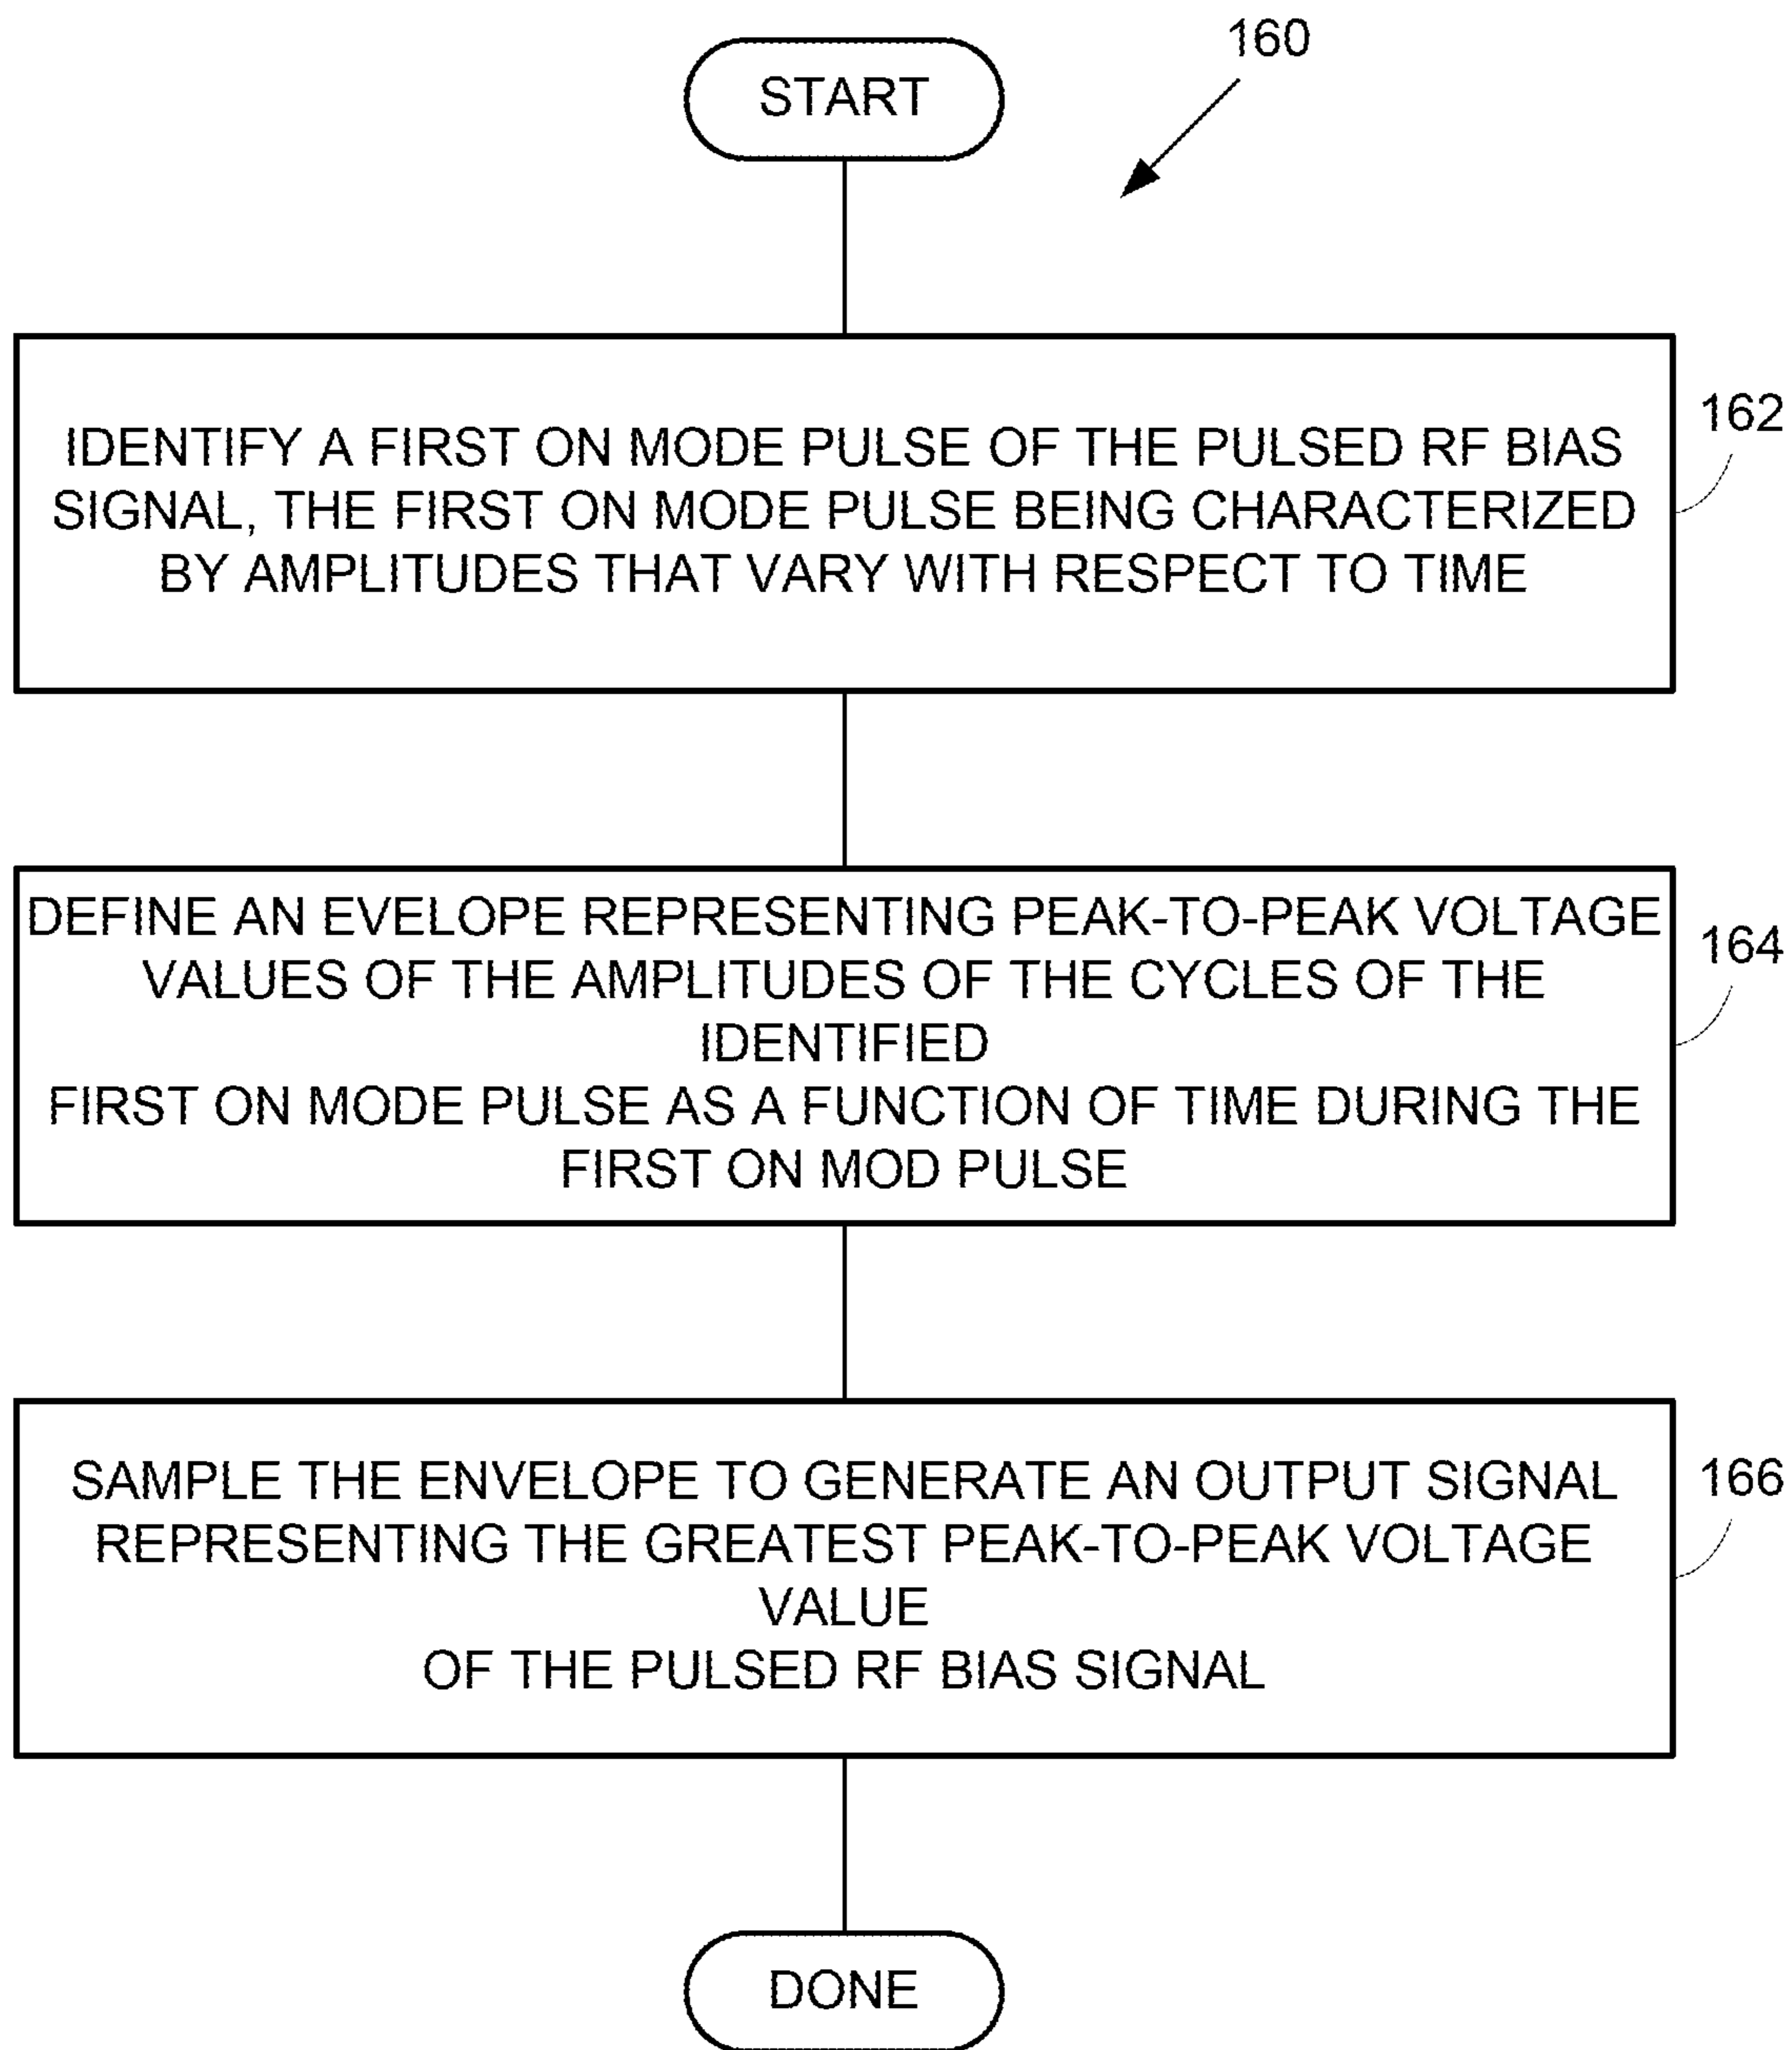 START
160
IDENTIFY A FIRST ON MODE PULSE OF THE PULSED RF BIAS
SIGNAL, THE FIRST ON MODE PULSE BEING CHARACTERIZED
BY AMPLITUDES THAT VARY WITH RESPECT TO TIME
162
DEFINE AN EVELOPE REPRESENTING PEAK-TO-PEAK VOLTAGE
VALUES OF THE AMPLITUDES OF THE CYCLES OF THE
IDENTIFIED
FIRST ON MODE PULSE AS A FUNCTION OF TIME DURING THE
FIRST ON MOD PULSE
164
SAMPLE THE ENVELOPE TO GENERATE AN OUTPUT SIGNAL
REPRESENTING THE GREATEST PEAK-TO-PEAK VOLTAGE
VALUE
OF THE PULSED RF BIAS SIGNAL
166
DONE